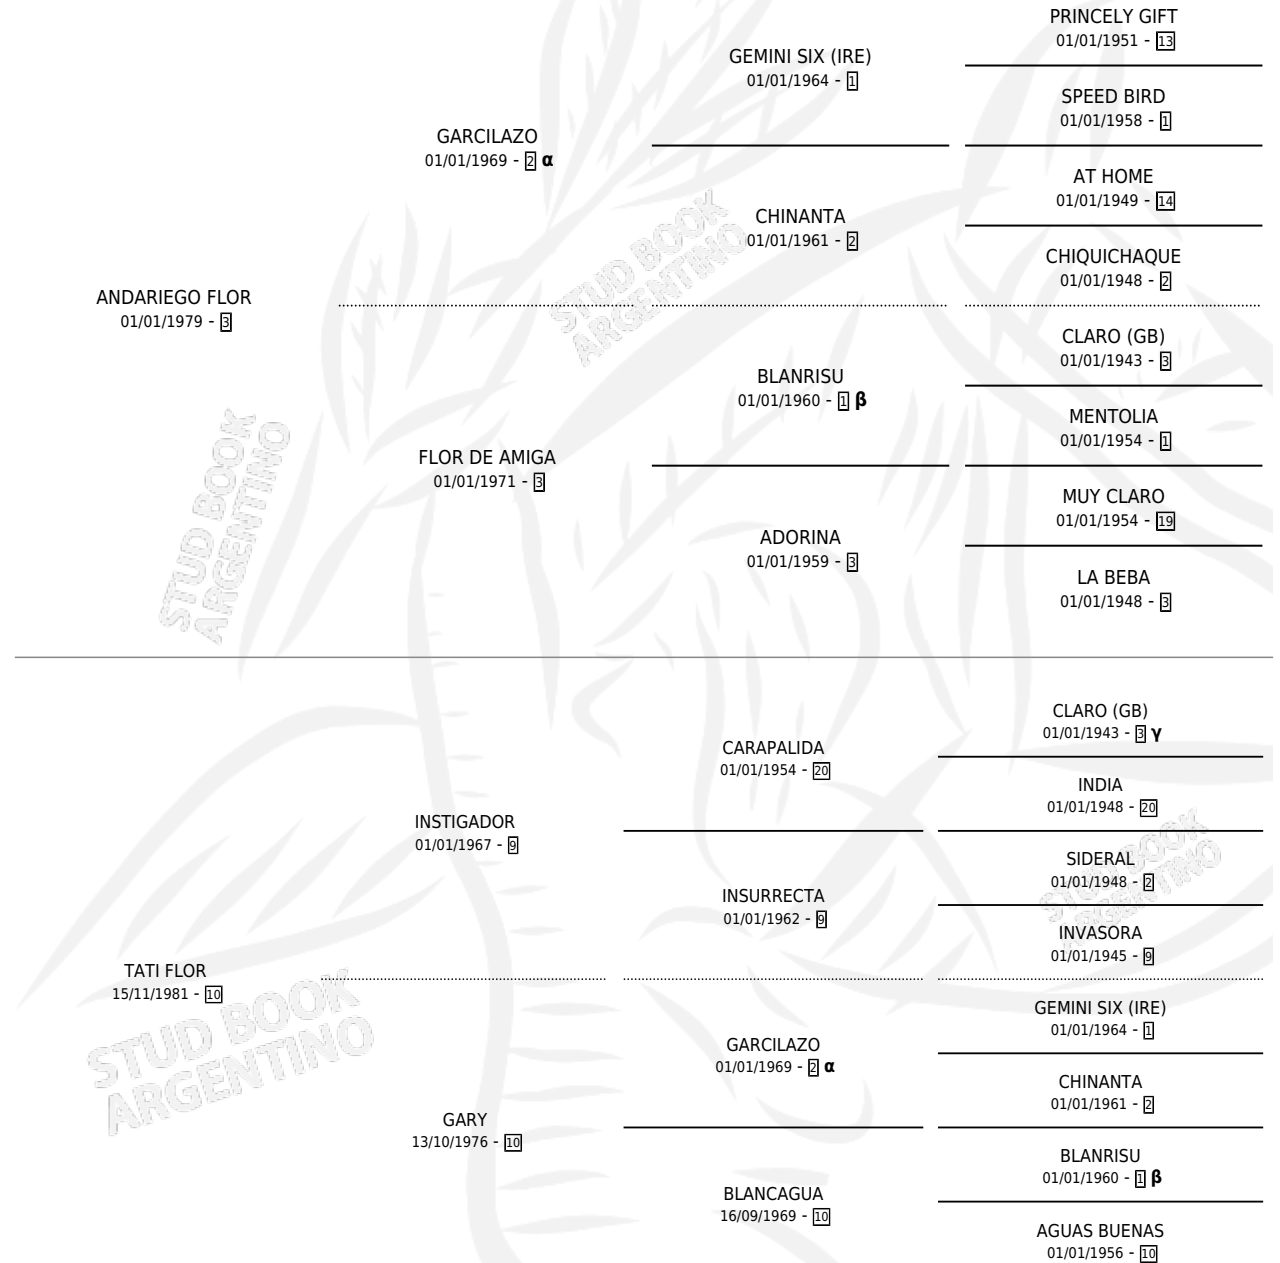 PRINCELY GIFT
01/01/1951 - 13
GEMINI SIX (IRE)
01/01/1964 - 1
SPEED BIRD
01/01/1958 - 1
GARCILAZO
01/01/1969 - 2 α
AT HOME
01/01/1949 - 14
CHINANTA
01/01/1961 - 2
CHIQUICHAQUE
01/01/1948 - 2
ANDARIEGO FLOR
01/01/1979 - 3
CLARO (GB)
01/01/1943 - 3
BLANRISU
01/01/1960 - 1 β
MENTOLIA
01/01/1954 - 1
FLOR DE AMIGA
01/01/1971 - 3
MUY CLARO
01/01/1954 - 19
ADORINA
01/01/1959 - 3
LA BEBA
01/01/1948 - 3
STUD BOOK
ARGENTINO
STUD BOOK
ARGENTINO
CLARO (GB)
01/01/1943 - 3 γ
CARAPALIDA
01/01/1954 - 20
INDIA
01/01/1948 - 20
INSTIGADOR
01/01/1967 - 9
SIDERAL
01/01/1948 - 2
INSURRECTA
01/01/1962 - 9
INVASORA
01/01/1945 - 9
TATI FLOR
15/11/1981 - 10
GEMINI SIX (IRE)
01/01/1964 - 1
GARCILAZO
01/01/1969 - 2 α
CHINANTA
01/01/1961 - 2
GARY
13/10/1976 - 10
BLANRISU
01/01/1960 - 1 β
BLANCAGUA
16/09/1969 - 10
AGUAS BUENAS
01/01/1956 - 10
STUD BOOK
ARGENTINO
STUD BOOK
ARGENTINO